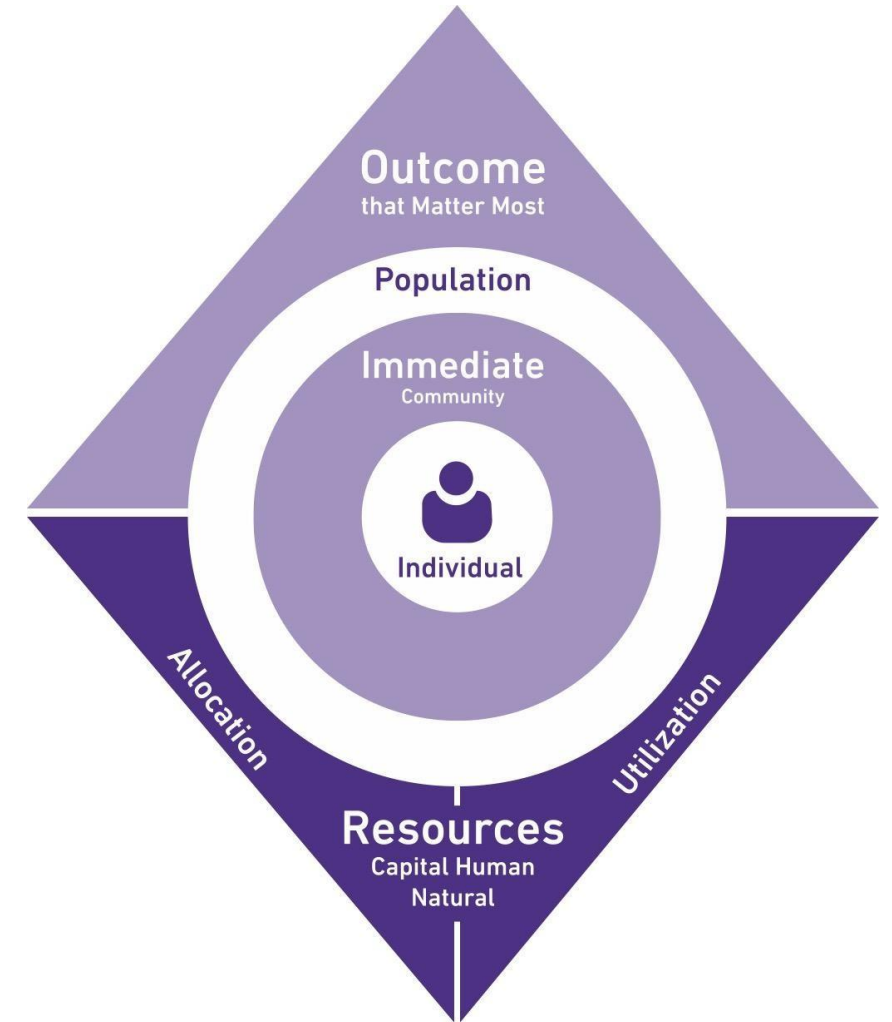 Outcome
that Matter Most
Population
Immediate
Community
Individual
Allocation
Utilization
Resources
Capital Human
Natural